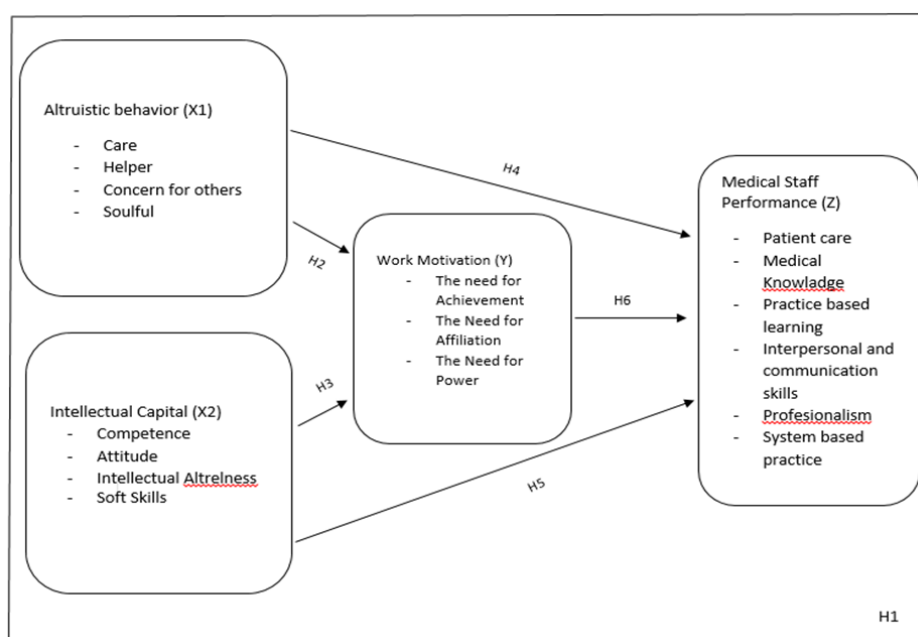 Altruistic behavior (X1)
- Care
- Helper
- Concern for others
- Soulful
H4
H2
Work Motivation (Y)
- The need for
Achievement
- The Need for
Affiliation
- The Need for
Power
H6
Medical Staff
Performance (Z)
- Patient care
- Medical
Knowladge
- Practice based
learning
- Interpersonal and
communication
skills
- Profesionalism
- System based
practice
Intellectual Capital (X2)
- Competence
- Attitude
- Intellectual Altrelness
- Soft Skills
H3
H5
H1